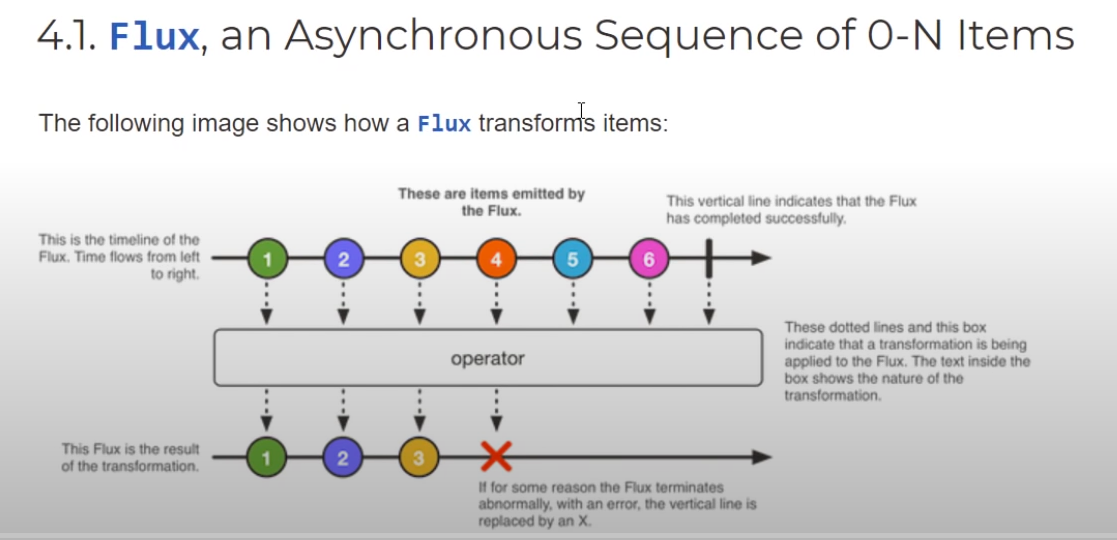 4.1. Flux, an Asynchronous Sequence of 0-N Items
The following image shows how a Flux transforms items:
These are items emitted by
the Flux.
This vertical line indicates that the Flux
has completed successfully.
This is the timeline of the
Flux. Time flows from left
to right.
1 2 3 4 5 6
operator
These dotted lines and this box
indicate that a transformation is being
applied to the Flux. The text inside the
box shows the nature of the
transformation.
This Flux is the result
of the transformation.
1 2 3
If for some reason the Flux terminates
abnormally, with an error, the vertical line is
replaced by an X.